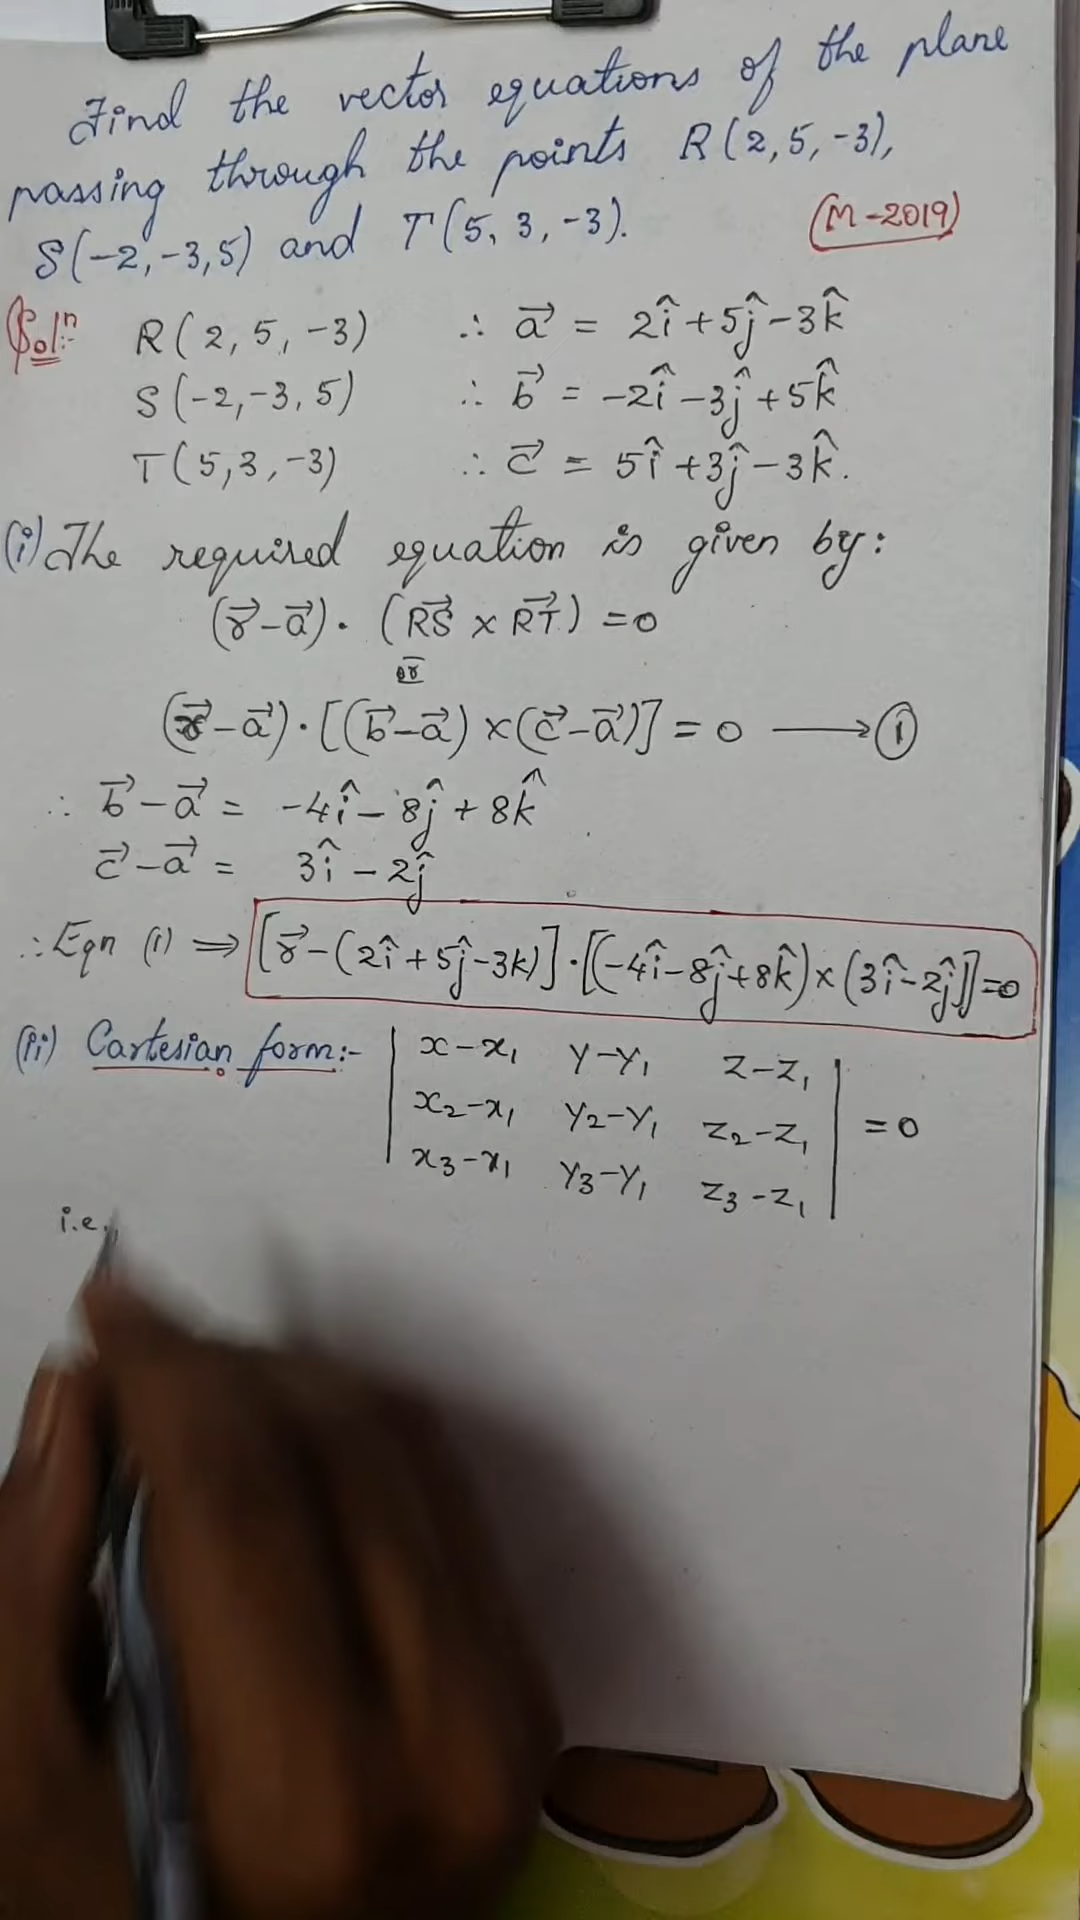 Find the vector equations of the plane
passing through the points R(2, 5, -3),
S(-2, -3, 5) and T(5, 3, -3).
(M-2019)
Solⁿ:-
R(2, 5, -3) ∴ a⃗ = 2î + 5ĵ - 3k̂
S(-2, -3, 5) ∴ b⃗ = -2î - 3ĵ + 5k̂
T(5, 3, -3) ∴ c⃗ = 5î + 3ĵ - 3k̂.
(i) The required equation is given by:
(r⃗ - a⃗) · (RS⃗ × RT⃗) = 0
or
(r⃗ - a⃗) · [(b⃗ - a⃗) × (c⃗ - a⃗)] = 0 ⟶ ①
∴ b⃗ - a⃗ = -4î - 8ĵ + 8k̂
c⃗ - a⃗ = 3î - 2ĵ
∴ Eqn (1) ⇒ [r⃗ - (2î + 5ĵ - 3k)] · [(-4î - 8ĵ + 8k̂) × (3î - 2ĵ)] = 0
(ii) Cartesian form:- | x - x₁ y - y₁ z - z₁ |
| x₂ - x₁ y₂ - y₁ z₂ - z₁ | = 0
| x₃ - x₁ y₃ - y₁ z₃ - z₁ |
i.e.,